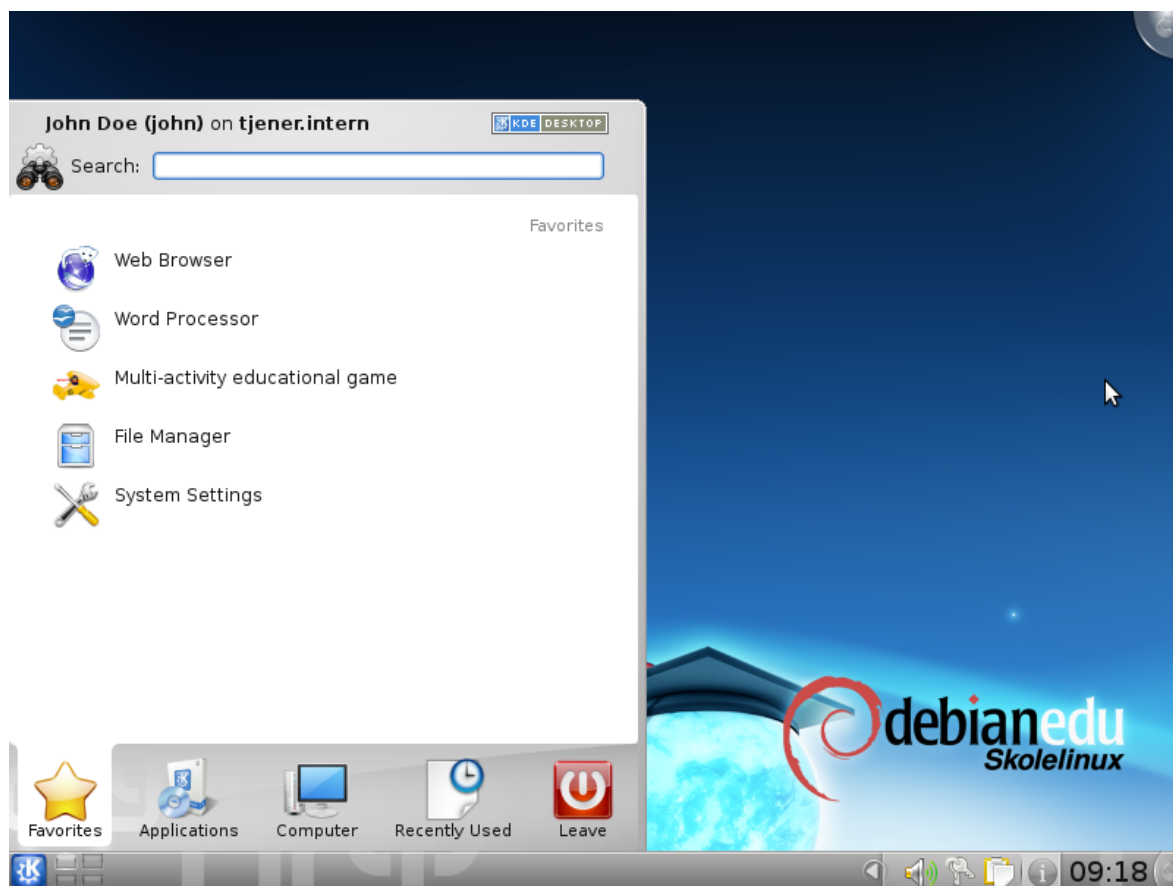 John Doe (john) on tjener.intern
KDE DESKTOP
Search:
Favorites
Web Browser
Word Processor
Multi-activity educational game
File Manager
System Settings
debianedu
Skolelinux
Favorites
Applications
Computer
Recently Used
Leave
09:18